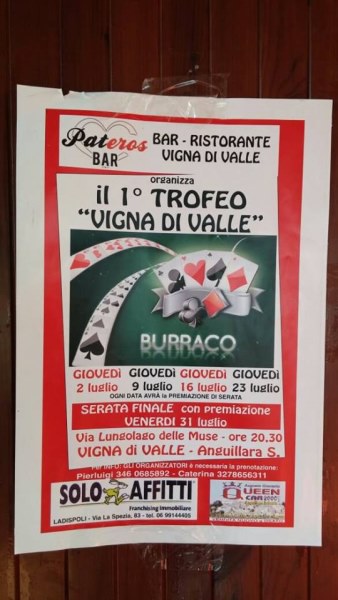 Pateros
BAR
BAR - RISTORANTE
VIGNA DI VALLE
organizza
il 1° TROFEO
“VIGNA DI VALLE”
BURRACO
GIOVEDÌ GIOVEDÌ GIOVEDÌ GIOVEDÌ
2 luglio 9 luglio 16 luglio 23 luglio
OGNI DATA AVRÀ la PREMIAZIONE DI SERATA
SERATA FINALE con premiazione
VENERDI 31 luglio
Via Lungolago delle Muse - ore 20.30
VIGNA di VALLE - Anguillara S.
Per INFO: GLI ORGANIZZATORI è necessaria la prenotazione:
Pierluigi 346 0685892 - Caterina 3278656311
SOLO AFFITTI
Franchising Immobiliare
LADISPOLI - Via La Spezia, 83 - tel. 06 99144405
QUEEN
CAR